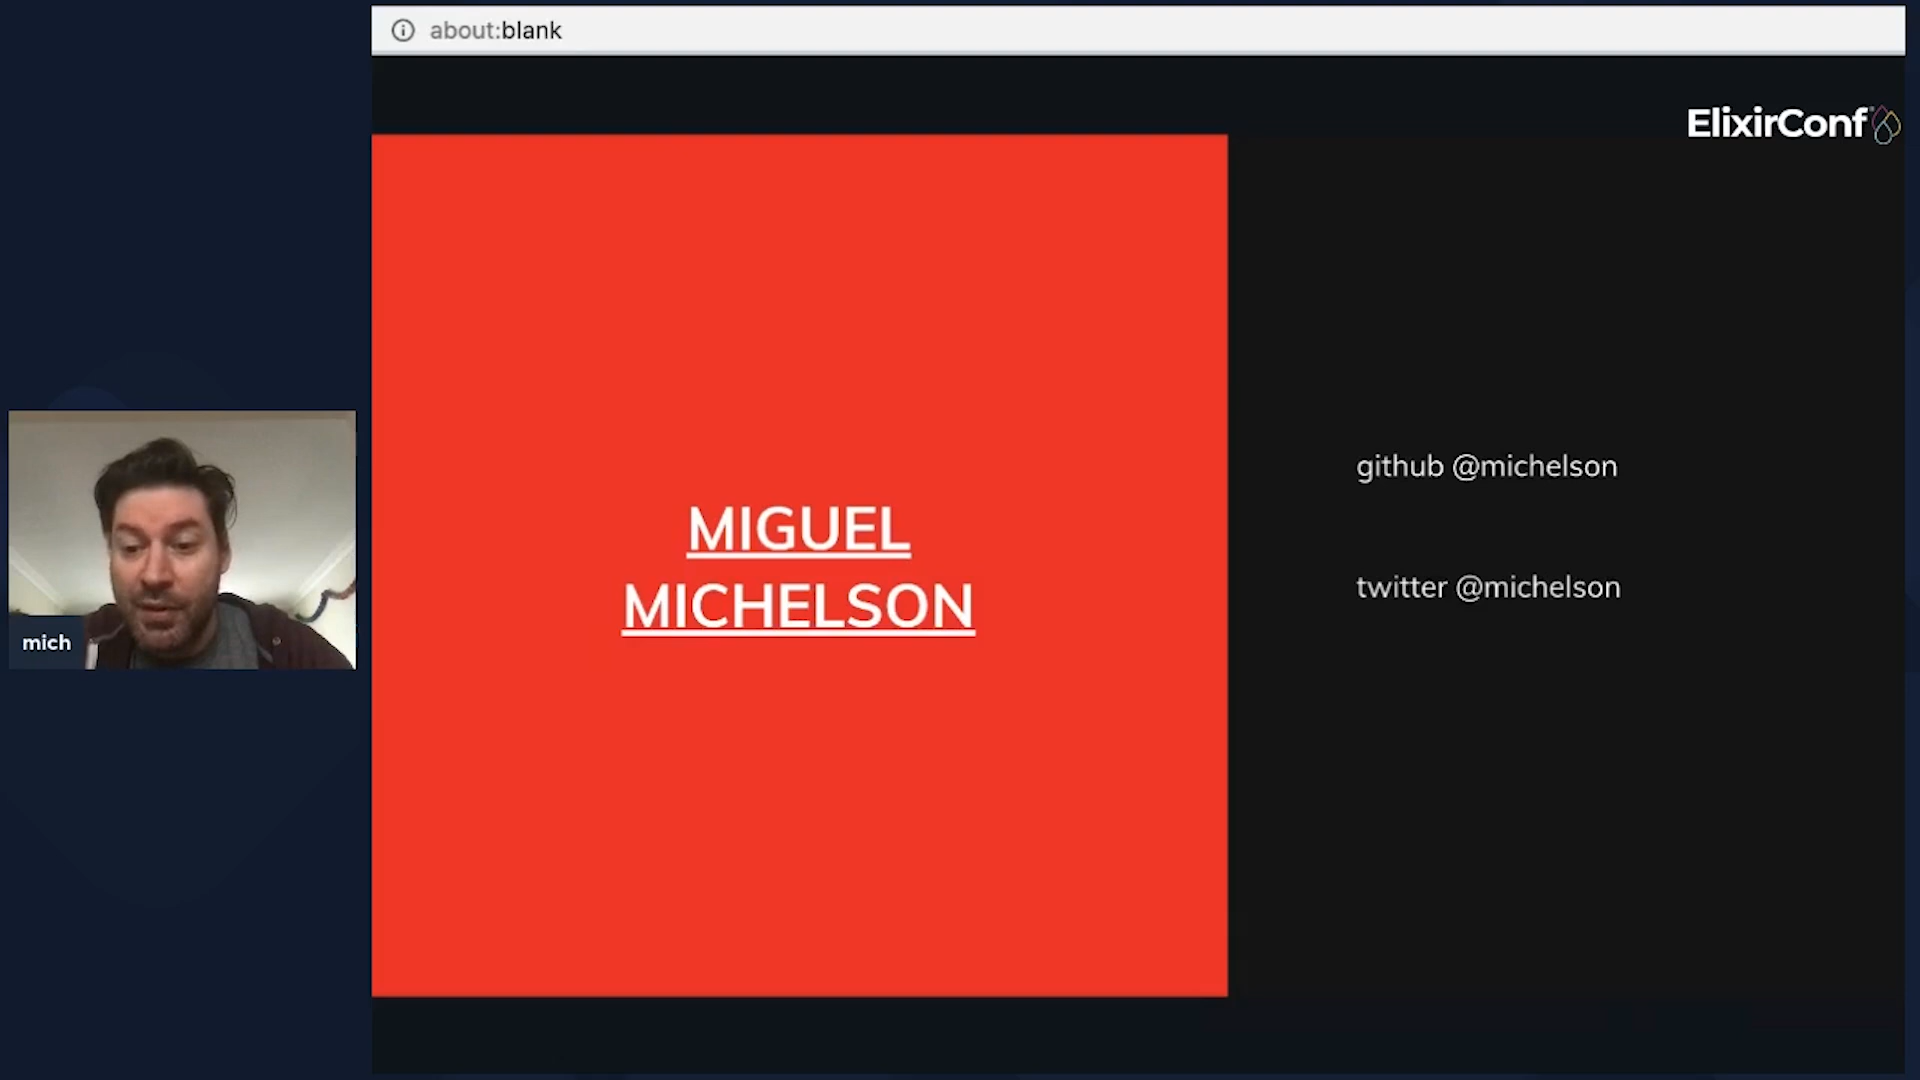 about:blank
ElixirConf
MIGUEL
MICHELSON
github @michelson
twitter @michelson
mich